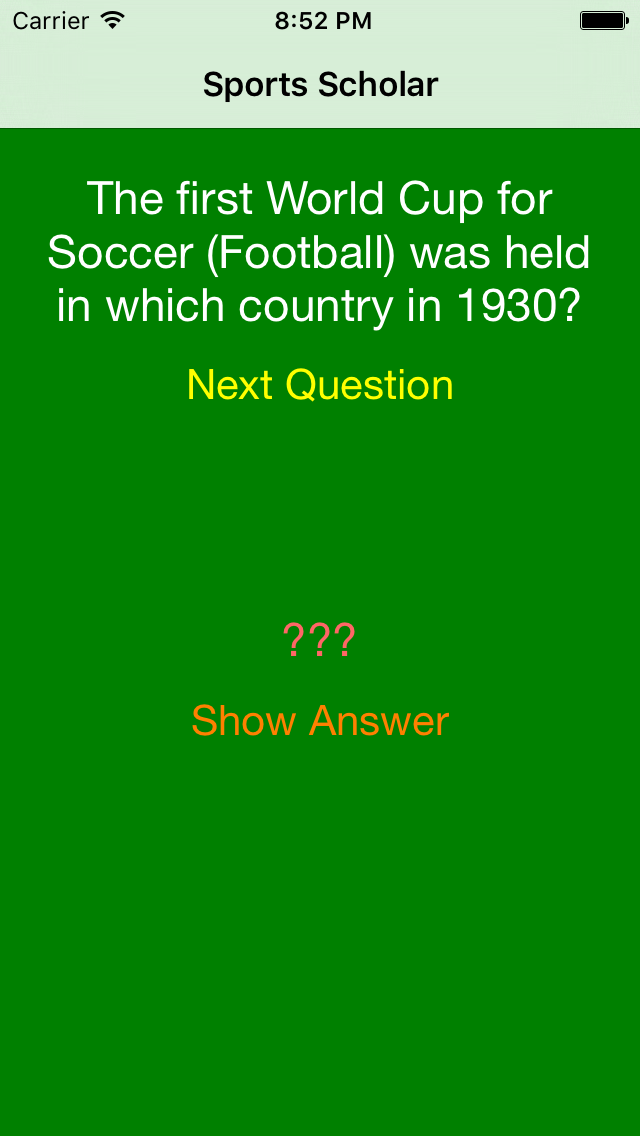 Carrier 8:52 PM
Sports Scholar
The first World Cup for
Soccer (Football) was held
in which country in 1930?
Next Question
???
Show Answer